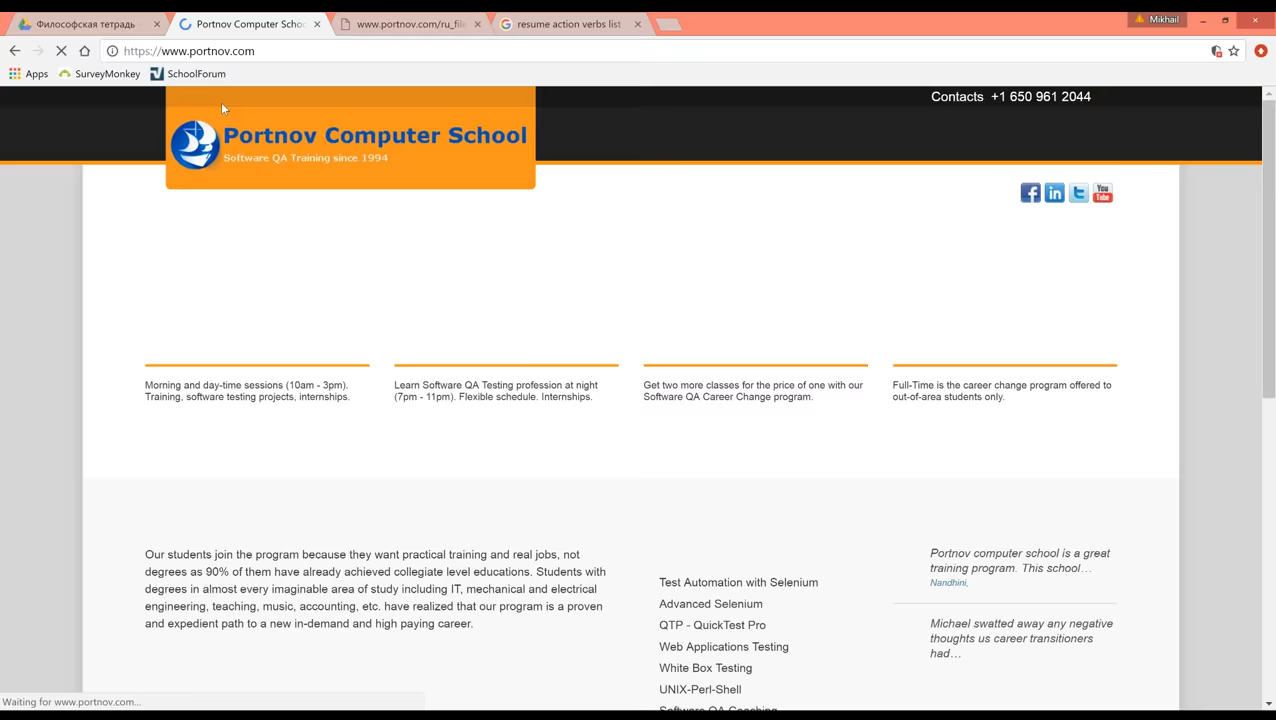 Философская тетрадь
Portnov Computer Schoo
www.portnov.com/ru_file
resume action verbs list
Mikhail
https://www.portnov.com
Apps
SurveyMonkey
SchoolForum
Contacts +1 650 961 2044
Portnov Computer School
Software QA Training since 1994
Morning and day-time sessions (10am - 3pm).
Training, software testing projects, internships.
Learn Software QA Testing profession at night
(7pm - 11pm). Flexible schedule. Internships.
Get two more classes for the price of one with our
Software QA Career Change program.
Full-Time is the career change program offered to
out-of-area students only.
Our students join the program because they want practical training and real jobs, not
degrees as 90% of them have already achieved collegiate level educations. Students with
degrees in almost every imaginable area of study including IT, mechanical and electrical
engineering, teaching, music, accounting, etc. have realized that our program is a proven
and expedient path to a new in-demand and high paying career.
Test Automation with Selenium
Advanced Selenium
QTP - QuickTest Pro
Web Applications Testing
White Box Testing
UNIX-Perl-Shell
Software QA Coaching
Portnov computer school is a great
training program. This school…
Nandhini,
Michael swatted away any negative
thoughts us career transitioners
had…
Waiting for www.portnov.com...